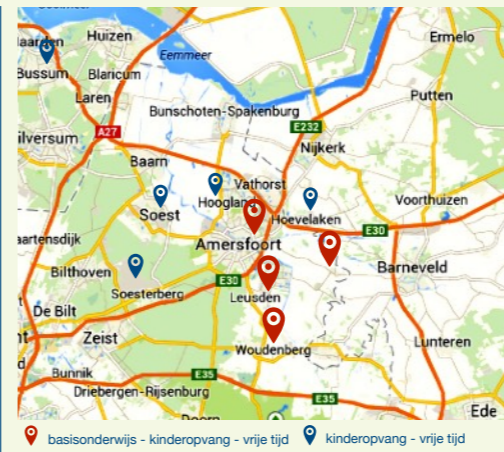 Huizen
Ermelo
Eemmeer
Bussum
Blaricum
Putten
Laren
Bunschoten-Spakenburg
A27
E232
Nijkerk
Baarn
Vathorst
Hoogland
Voorthuizen
Soest
Hoevelaken
E30
Amersfoort
Barneveld
Bilthoven
E30
Soesterberg
Leusden
De Bilt
Zeist
Lunteren
Woudenberg
Bunnik
E35
Driebergen-Rijsenburg
E35
Ede
basisonderwijs - kinderopvang - vrije tijd kinderopvang - vrije tijd